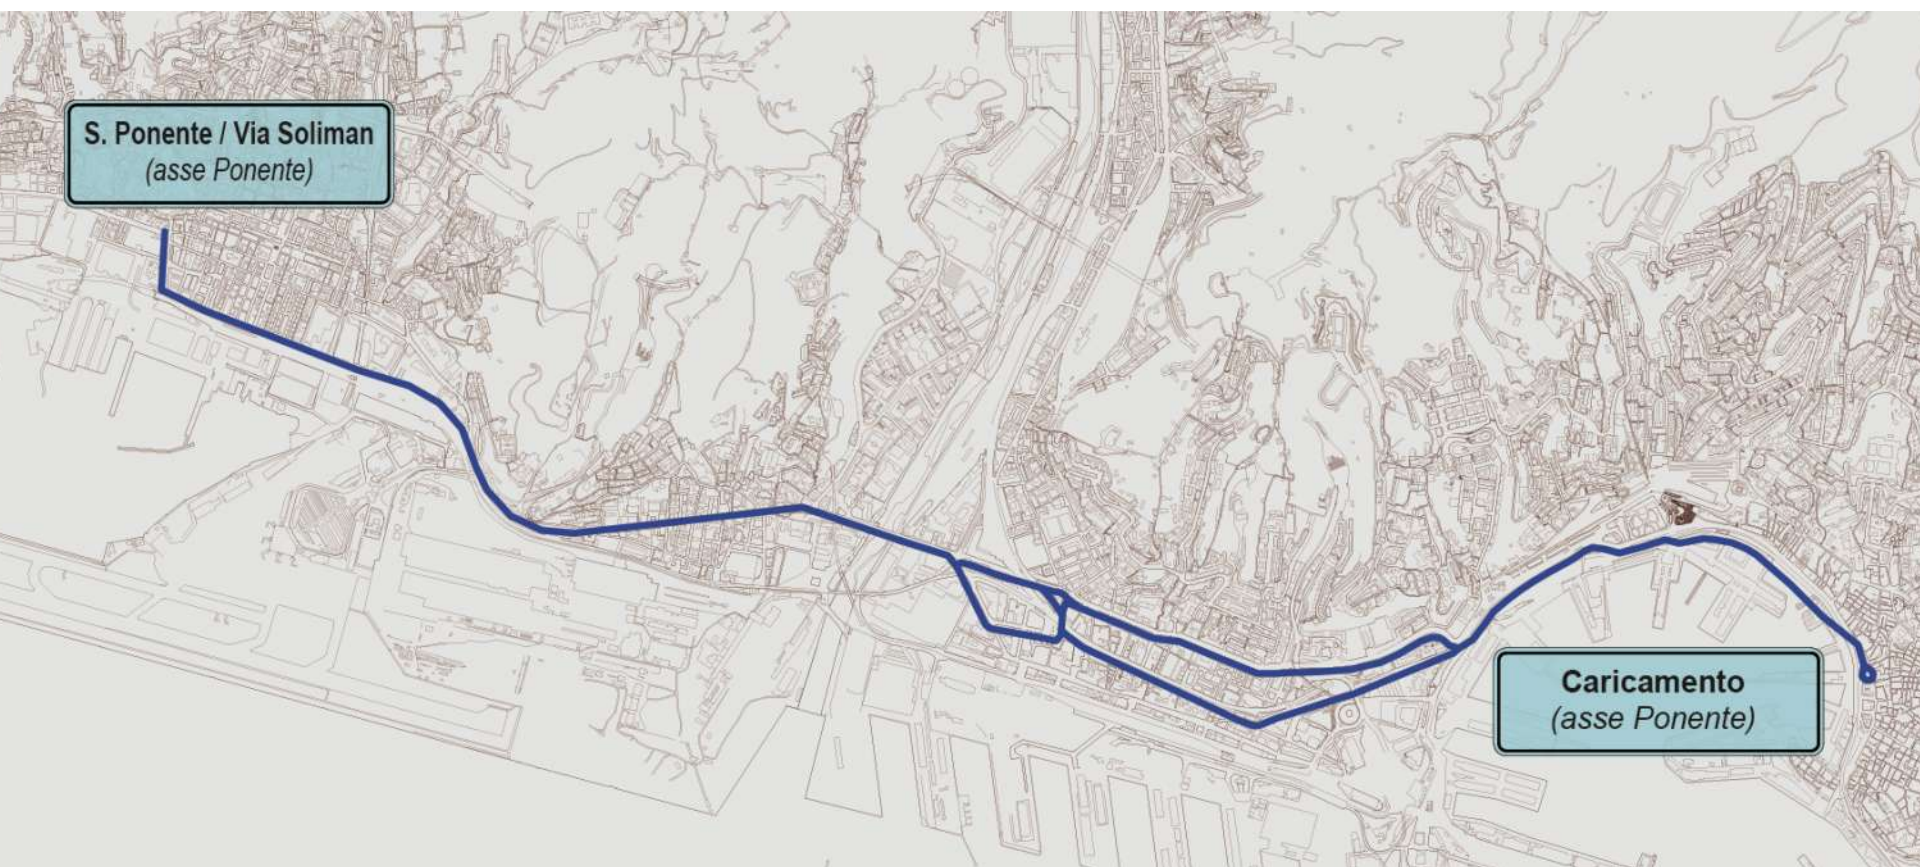 S. Ponente / Via Soliman
(asse Ponente)
Caricamento
(asse Ponente)